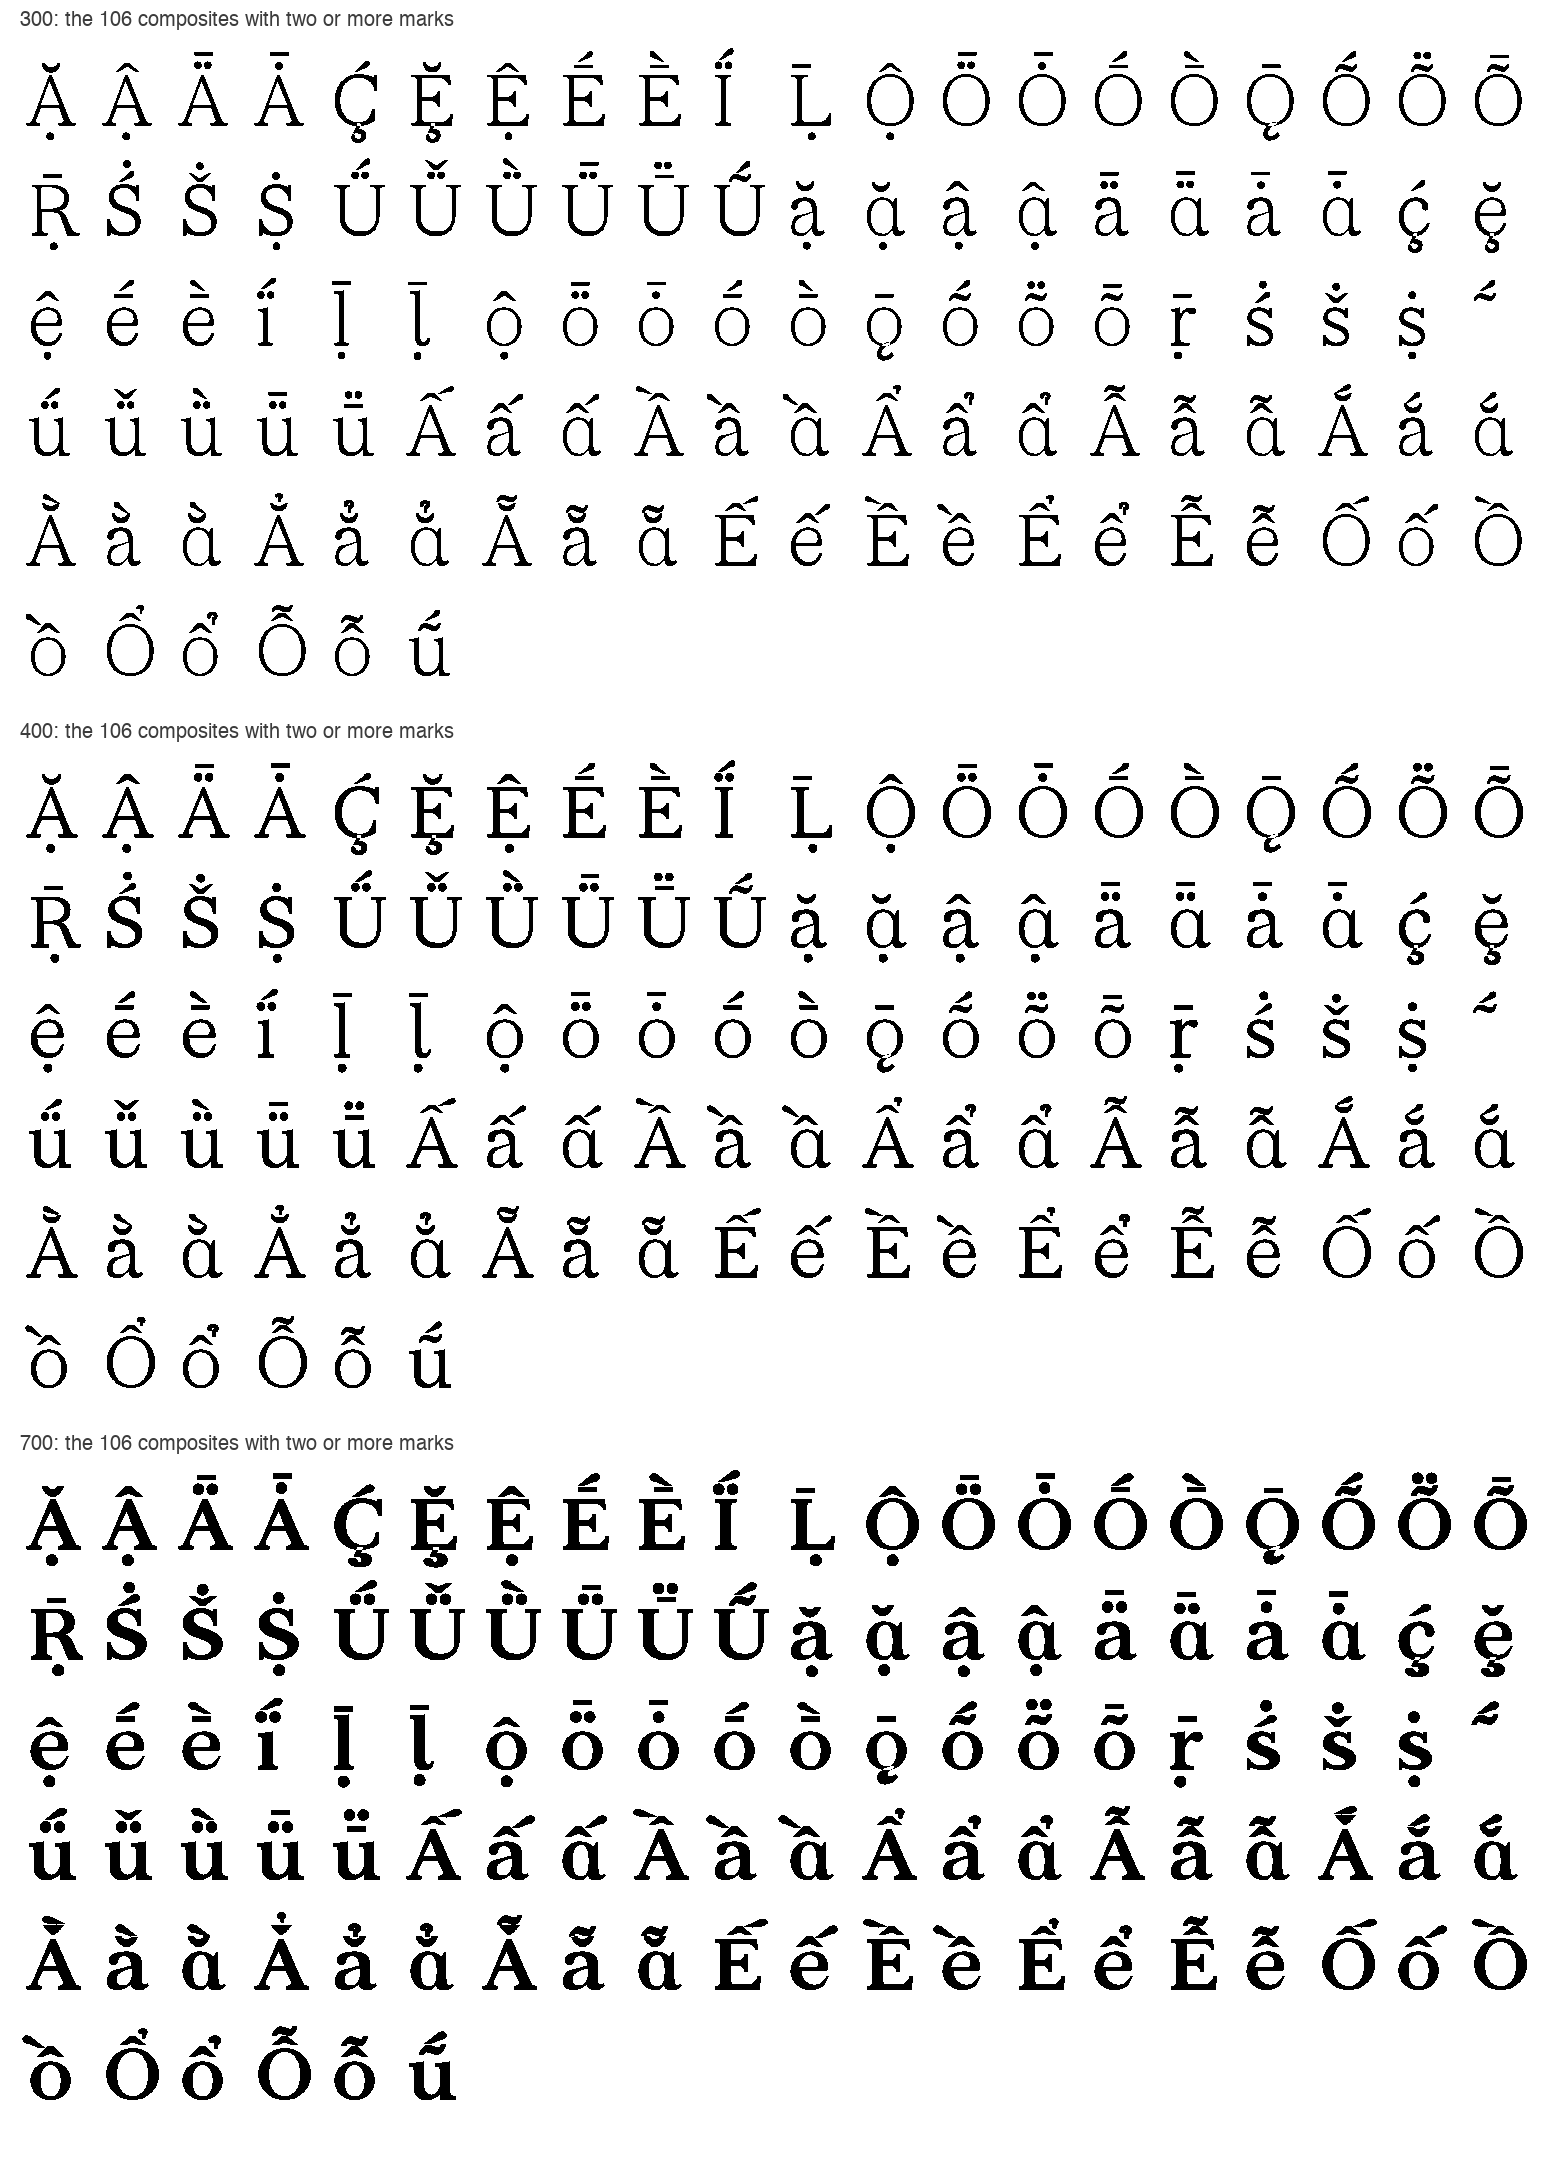 300: the 106 composites with two or more marks
Ặ Ậ Ǟ Ǡ Ḉ Ḝ Ệ Ḗ Ḕ Ḯ Ḹ Ộ Ȫ Ȱ Ṓ Ṑ Ǭ Ṍ Ṏ Ȭ
Ṝ Ṥ Ṧ Ṩ Ǘ Ǚ Ǜ Ǖ Ṻ Ṹ ặ ɑ̣̆ ậ ɑ̣̂ ǟ ɑ̈̄ ǡ ɑ̇̄ ḉ ḝ
ệ ḗ ḕ ḯ ḹ ḹ ộ ȫ ȱ ṓ ṑ ǭ ṍ ṏ ȭ ṝ ṥ ṧ ṩ ̃́
ǘ ǚ ǜ ǖ ṻ Ấ ấ ɑ̂́ Ầ ầ ɑ̂̀ Ẩ ẩ ɑ̂̉ Ẫ ẫ ɑ̂̃ Ắ ắ ɑ̆́
Ằ ằ ɑ̆̀ Ẳ ẳ ɑ̆̉ Ẵ ẵ ɑ̆̃ Ế ế Ề ề Ể ể Ễ ễ Ố ố Ồ
ồ Ổ ổ Ỗ ỗ ṹ
400: the 106 composites with two or more marks
Ặ Ậ Ǟ Ǡ Ḉ Ḝ Ệ Ḗ Ḕ Ḯ Ḹ Ộ Ȫ Ȱ Ṓ Ṑ Ǭ Ṍ Ṏ Ȭ
Ṝ Ṥ Ṧ Ṩ Ǘ Ǚ Ǜ Ǖ Ṻ Ṹ ặ ɑ̣̆ ậ ɑ̣̂ ǟ ɑ̈̄ ǡ ɑ̇̄ ḉ ḝ
ệ ḗ ḕ ḯ ḹ ḹ ộ ȫ ȱ ṓ ṑ ǭ ṍ ṏ ȭ ṝ ṥ ṧ ṩ ̃́
ǘ ǚ ǜ ǖ ṻ Ấ ấ ɑ̂́ Ầ ầ ɑ̂̀ Ẩ ẩ ɑ̂̉ Ẫ ẫ ɑ̂̃ Ắ ắ ɑ̆́
Ằ ằ ɑ̆̀ Ẳ ẳ ɑ̆̉ Ẵ ẵ ɑ̆̃ Ế ế Ề ề Ể ể Ễ ễ Ố ố Ồ
ồ Ổ ổ Ỗ ỗ ṹ
700: the 106 composites with two or more marks
Ặ Ậ Ǟ Ǡ Ḉ Ḝ Ệ Ḗ Ḕ Ḯ Ḹ Ộ Ȫ Ȱ Ṓ Ṑ Ǭ Ṍ Ṏ Ȭ
Ṝ Ṥ Ṧ Ṩ Ǘ Ǚ Ǜ Ǖ Ṻ Ṹ ặ ɑ̣̆ ậ ɑ̣̂ ǟ ɑ̈̄ ǡ ɑ̇̄ ḉ ḝ
ệ ḗ ḕ ḯ ḹ ḹ ộ ȫ ȱ ṓ ṑ ǭ ṍ ṏ ȭ ṝ ṥ ṧ ṩ ̃́
ǘ ǚ ǜ ǖ ṻ Ấ ấ ɑ̂́ Ầ ầ ɑ̂̀ Ẩ ẩ ɑ̂̉ Ẫ ẫ ɑ̂̃ Ắ ắ ɑ̆́
Ằ ằ ɑ̆̀ Ẳ ẳ ɑ̆̉ Ẵ ẵ ɑ̆̃ Ế ế Ề ề Ể ể Ễ ễ Ố ố Ồ
ồ Ổ ổ Ỗ ỗ ṹ